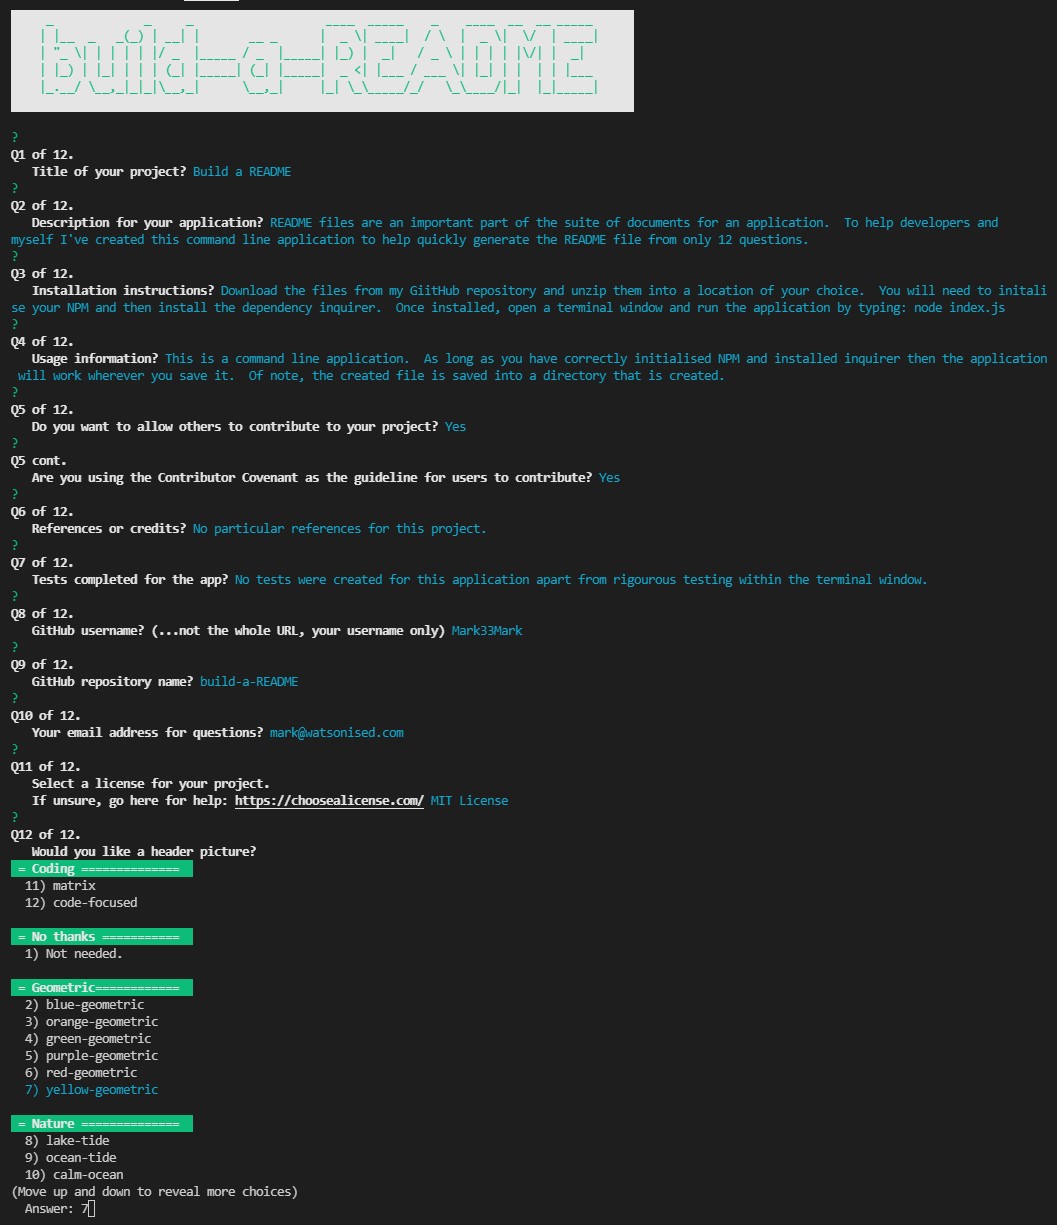 build-a-README
?
Q1 of 12.
Title of your project? Build a README
?
Q2 of 12.
Description for your application? README files are an important part of the suite of documents for an application.  To help developers and
myself I've created this command line application to help quickly generate the README file from only 12 questions.
?
Q3 of 12.
Installation instructions? Download the files from my GiitHub repository and unzip them into a location of your choice.  You will need to initali
se your NPM and then install the dependency inquirer.  Once installed, open a terminal window and run the application by typing: node index.js
?
Q4 of 12.
Usage information? This is a command line application.  As long as you have correctly initialised NPM and installed inquirer then the application
will work wherever you save it.  Of note, the created file is saved into a directory that is created.
?
Q5 of 12.
Do you want to allow others to contribute to your project? Yes
?
Q5 cont.
Are you using the Contributor Covenant as the guideline for users to contribute? Yes
?
Q6 of 12.
References or credits? No particular references for this project.
?
Q7 of 12.
Tests completed for the app? No tests were created for this application apart from rigourous testing within the terminal window.
?
Q8 of 12.
GitHub username? (...not the whole URL, your username only) Mark33Mark
?
Q9 of 12.
GitHub repository name? build-a-README
?
Q10 of 12.
Your email address for questions? mark@watsonised.com
?
Q11 of 12.
Select a license for your project.
If unsure, go here for help: https://choosealicense.com/ MIT License
?
Q12 of 12.
Would you like a header picture?
= Coding ==============
11) matrix
12) code-focused
= No thanks ===========
1) Not needed.
= Geometric============
2) blue-geometric
3) orange-geometric
4) green-geometric
5) purple-geometric
6) red-geometric
7) yellow-geometric
= Nature ==============
8) lake-tide
9) ocean-tide
10) calm-ocean
(Move up and down to reveal more choices)
Answer: 7